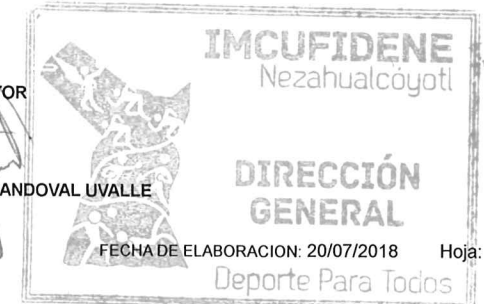 IMCUFIDENE
Nezahualcóyotl
YOR
DIRECCIÓN
GENERAL
ANDOVAL UVALLE
FECHA DE ELABORACION: 20/07/2018 Hoja:
Deporte Para Todos